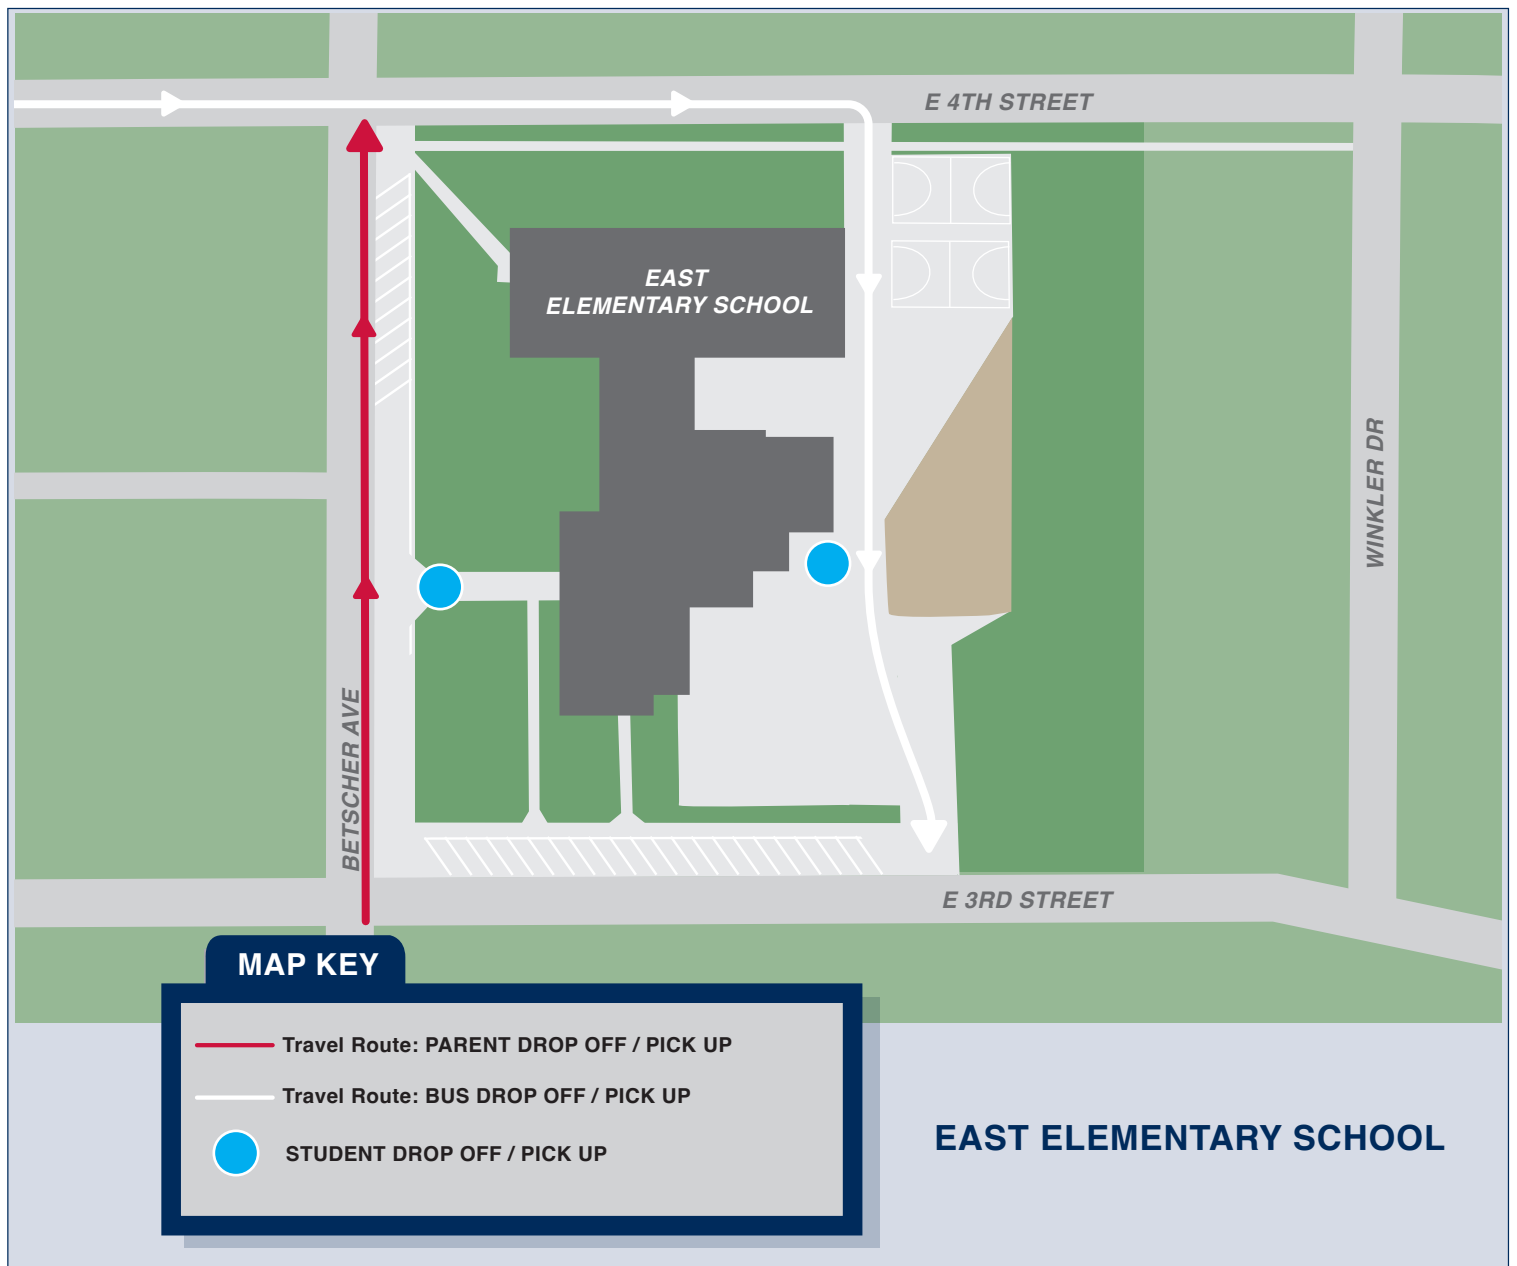 E 4TH STREET
EAST
ELEMENTARY SCHOOL
WINKLER DR
BETSCHER AVE
E 3RD STREET
MAP KEY
Travel Route: PARENT DROP OFF / PICK UP
Travel Route: BUS DROP OFF / PICK UP
STUDENT DROP OFF / PICK UP
EAST ELEMENTARY SCHOOL